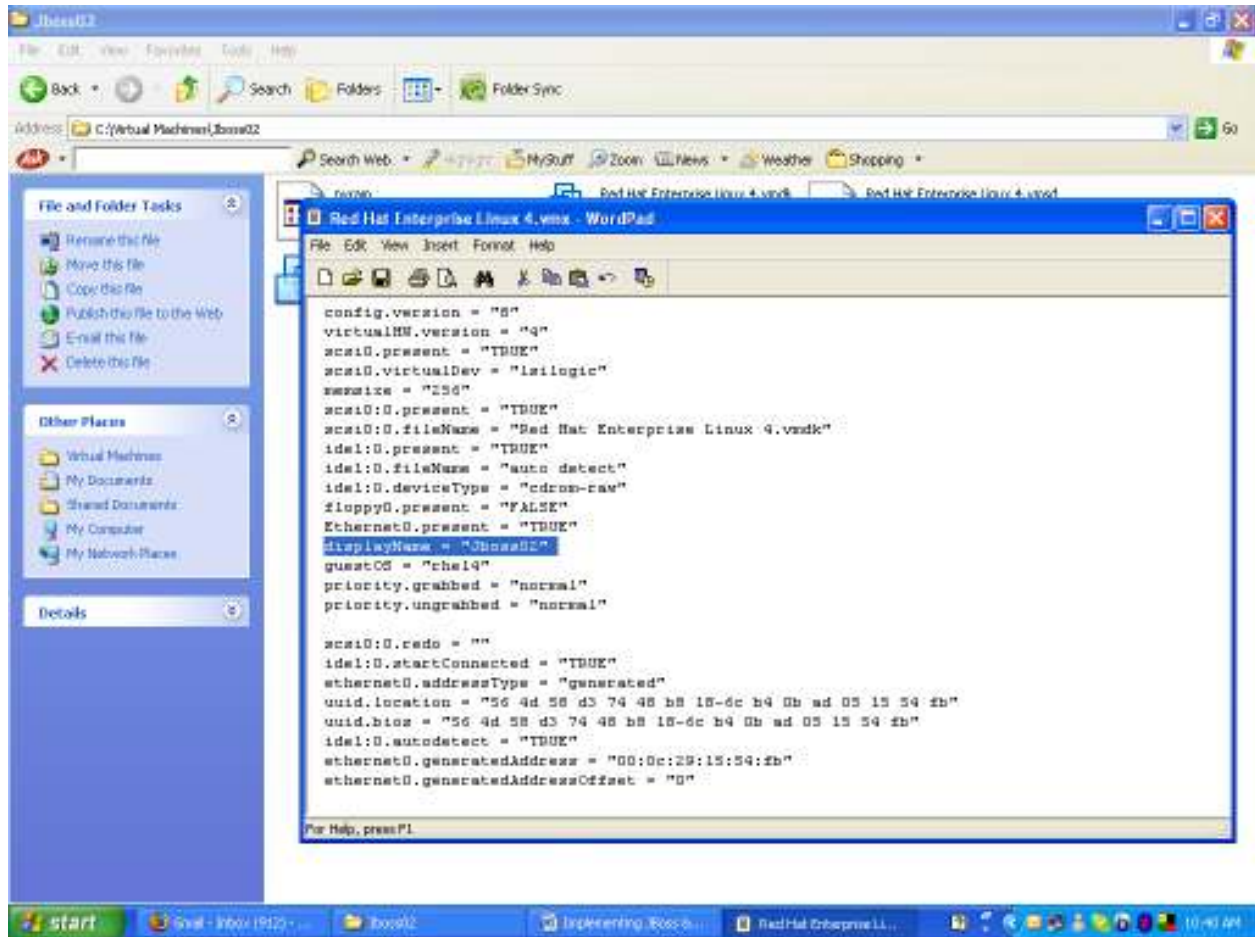 Jboss02
File Edit View Favorites Tools Help
Back Search Folders Folder Sync
Address C:\Virtual Machines\Jboss02 Go
Search Web MyStuff Zoom News Weather Shopping
File and Folder Tasks
Rename this file
Move this file
Copy this file
Publish this file to the Web
E-mail this file
Delete this file
Other Places
Virtual Machines
My Documents
Shared Documents
My Computer
My Network Places
Details
nvram Red Hat Enterprise Linux 4.vmdk Red Hat Enterprise Linux 4.vmsd
Red Hat Enterprise Linux 4.vmx - WordPad
File Edit View Insert Format Help
config.version = "8"
virtualHW.version = "4"
scsi0.present = "TRUE"
scsi0.virtualDev = "lsilogic"
memsize = "256"
scsi0:0.present = "TRUE"
scsi0:0.fileName = "Red Hat Enterprise Linux 4.vmdk"
ide1:0.present = "TRUE"
ide1:0.fileName = "auto detect"
ide1:0.deviceType = "cdrom-raw"
floppy0.present = "FALSE"
Ethernet0.present = "TRUE"
displayName = "Jboss02"
guestOS = "rhel4"
priority.grabbed = "normal"
priority.ungrabbed = "normal"
scsi0:0.redo = ""
ide1:0.startConnected = "TRUE"
ethernet0.addressType = "generated"
uuid.location = "56 4d 58 d3 74 48 b8 18-6c b4 0b ad 05 15 54 fb"
uuid.bios = "56 4d 58 d3 74 48 b8 18-6c b4 0b ad 05 15 54 fb"
ide1:0.autodetect = "TRUE"
ethernet0.generatedAddress = "00:0c:29:15:54:fb"
ethernet0.generatedAddressOffset = "0"
For Help, press F1
start Gmail - Inbox (912) - ... Jboss02 Implementing JBoss o... Red Hat Enterprise Li... 10:40 AM